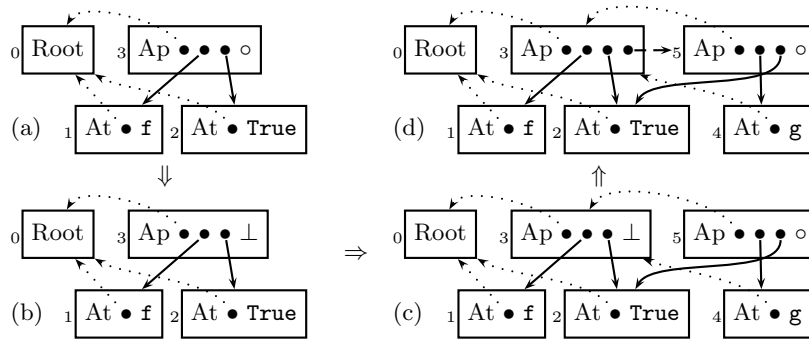 0 Root 3 Ap ● ● ● ○
(a) 1 At ● f 2 At ● True
⇓
0 Root 3 Ap ● ● ● ⊥
(b) 1 At ● f 2 At ● True
⇒
0 Root 3 Ap ● ● ● ● 5 Ap ● ● ● ○
(d) 1 At ● f 2 At ● True 4 At ● g
⇑
0 Root 3 Ap ● ● ● ⊥ 5 Ap ● ● ● ○
(c) 1 At ● f 2 At ● True 4 At ● g